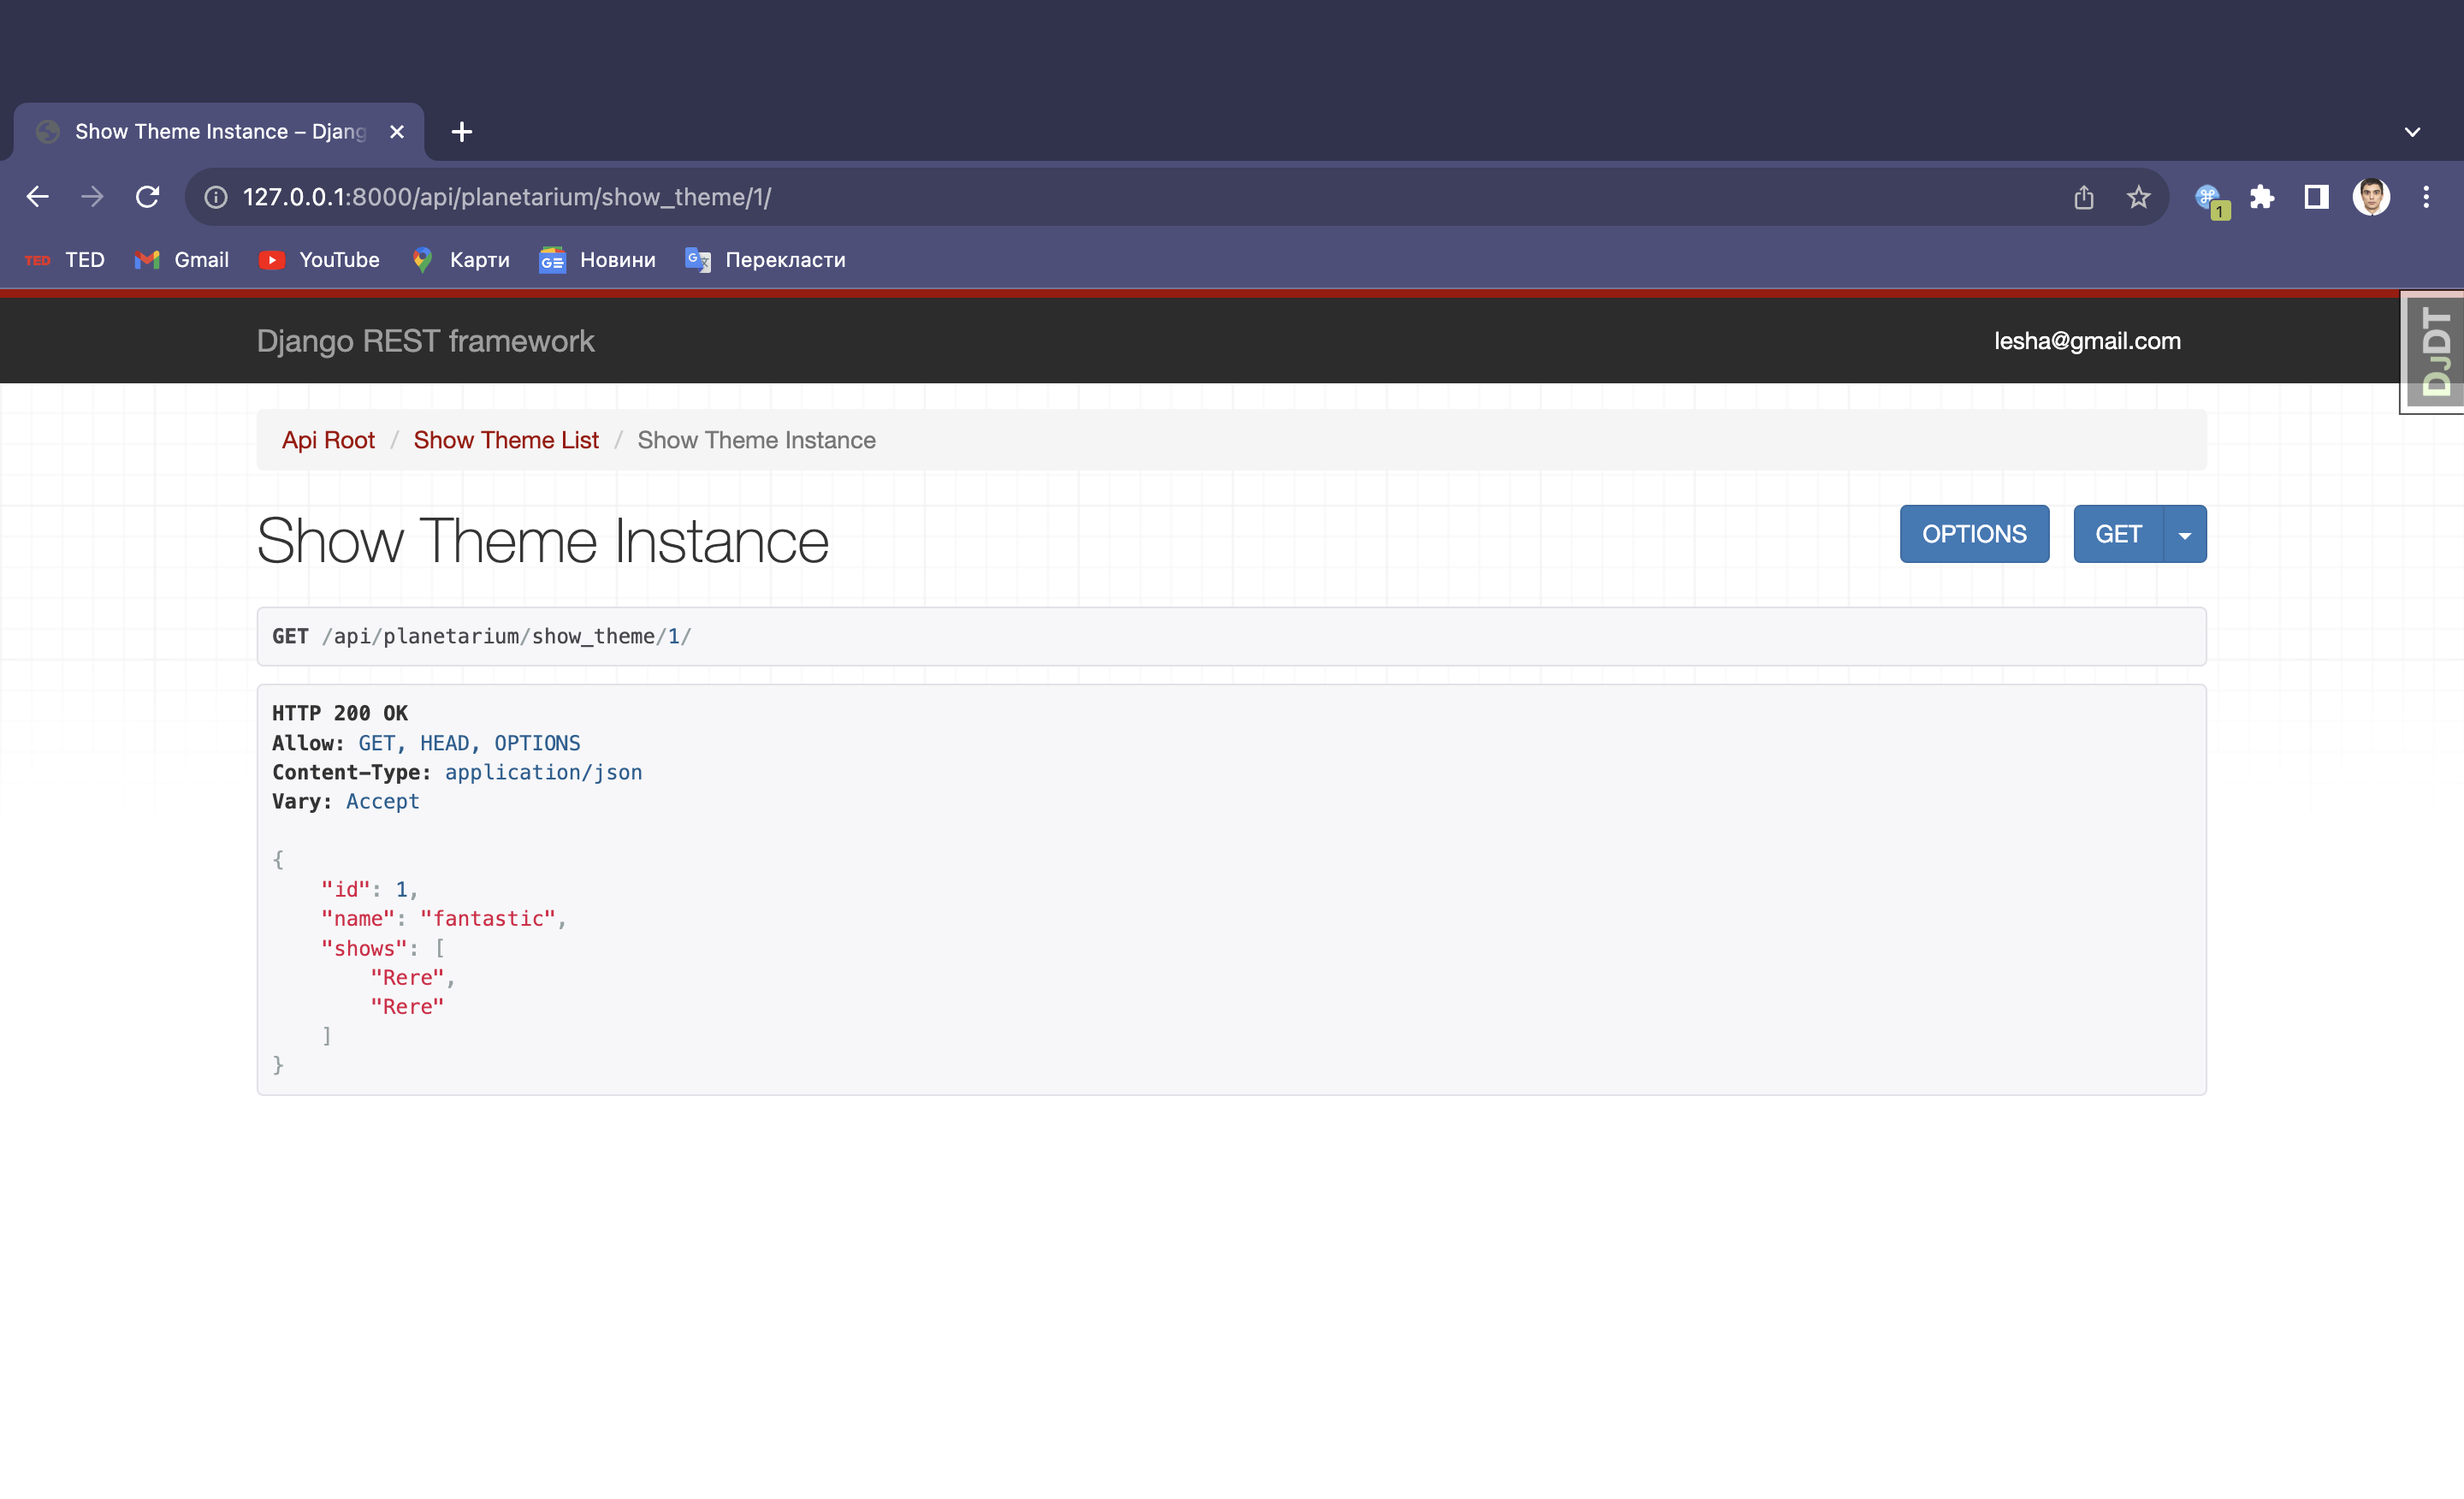 Show Theme Instance – Djang
127.0.0.1:8000/api/planetarium/show_theme/1/
1
TED TED Gmail YouTube Карти GE Новини G Перекласти
Django REST framework lesha@gmail.com
DJDT
Api Root / Show Theme List / Show Theme Instance
Show Theme Instance OPTIONS GET
GET /api/planetarium/show_theme/1/
HTTP 200 OK
Allow: GET, HEAD, OPTIONS
Content-Type: application/json
Vary: Accept
{
"id": 1,
"name": "fantastic",
"shows": [
"Rere",
"Rere"
]
}